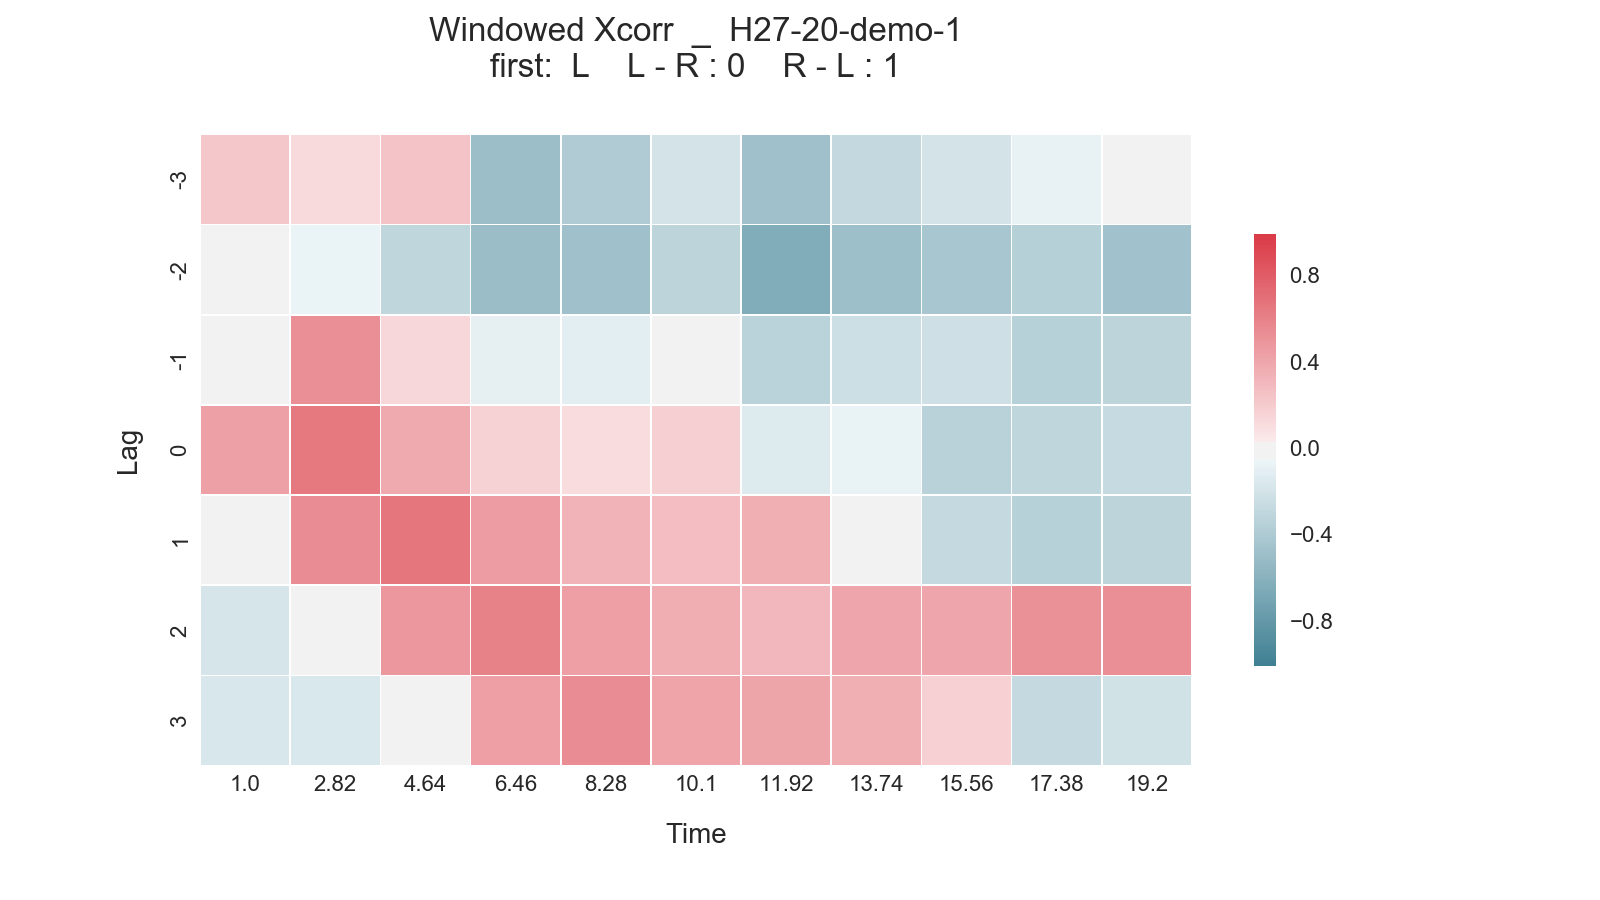 Windowed Xcorr _ H27-20-demo-1
first: L L - R : 0 R - L : 1
-3
-2
-1
0
1
2
3
Lag
1.0 2.82 4.64 6.46 8.28 10.1 11.92 13.74 15.56 17.38 19.2
Time
0.8
0.4
0.0
−0.4
−0.8